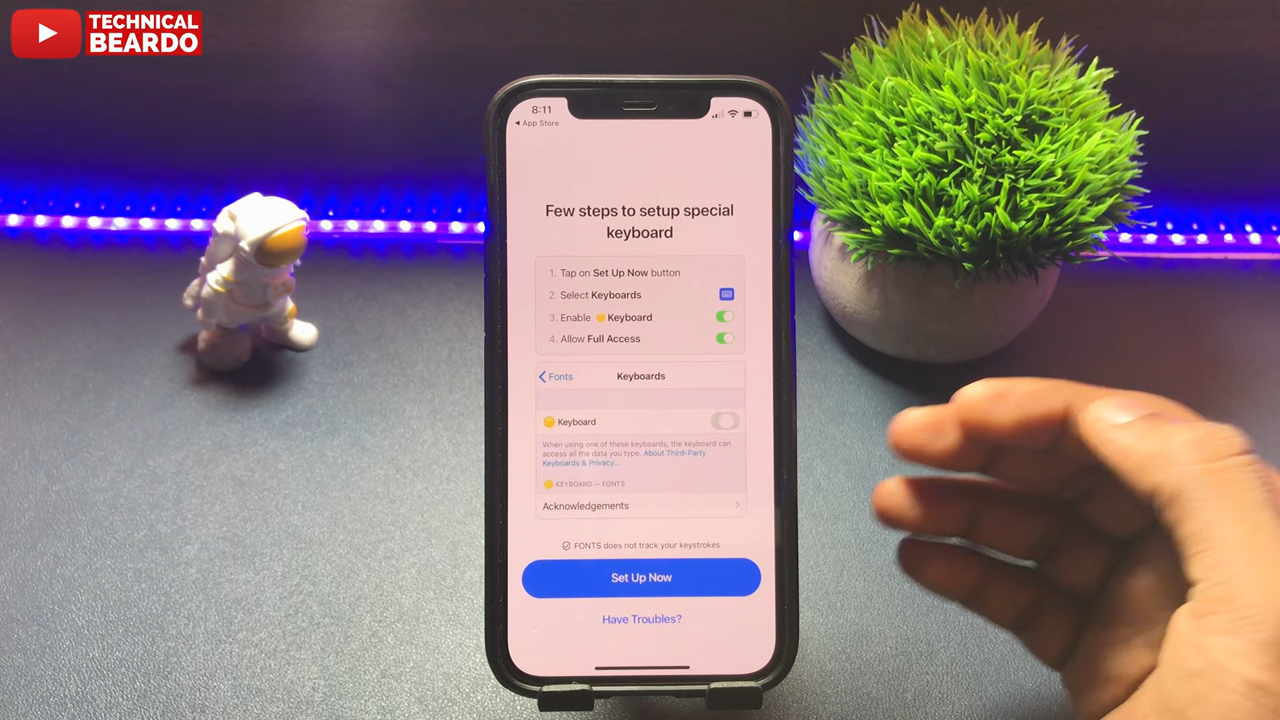 TECHNICAL
BEARDO
8:11
◀ App Store
Few steps to setup special
keyboard
1. Tap on Set Up Now button
2. Select Keyboards
3. Enable 🟡Keyboard
4. Allow Full Access
Fonts Keyboards
Keyboard
When using one of these keyboards, the keyboard can
access all the data you type. About Third-Party
Keyboards & Privacy...
KEYBOARD — FONTS
Acknowledgements
FONTS does not track your keystrokes
Set Up Now
Have Troubles?